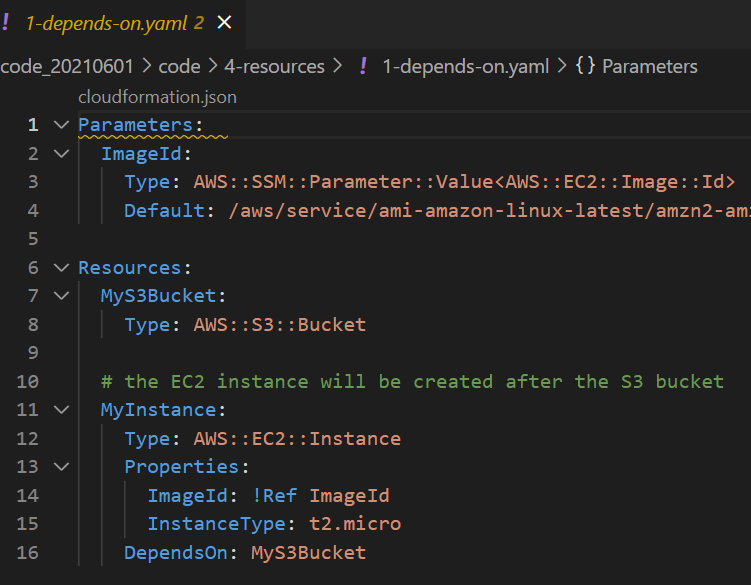 ! 1-depends-on.yaml 2 ×
code_20210601 > code > 4-resources > ! 1-depends-on.yaml > {} Parameters
cloudformation.json
1 Parameters:
2 ImageId:
3 Type: AWS::SSM::Parameter::Value<AWS::EC2::Image::Id>
4 Default: /aws/service/ami-amazon-linux-latest/amzn2-am
5
6 Resources:
7 MyS3Bucket:
8 Type: AWS::S3::Bucket
9
10 # the EC2 instance will be created after the S3 bucket
11 MyInstance:
12 Type: AWS::EC2::Instance
13 Properties:
14 ImageId: !Ref ImageId
15 InstanceType: t2.micro
16 DependsOn: MyS3Bucket